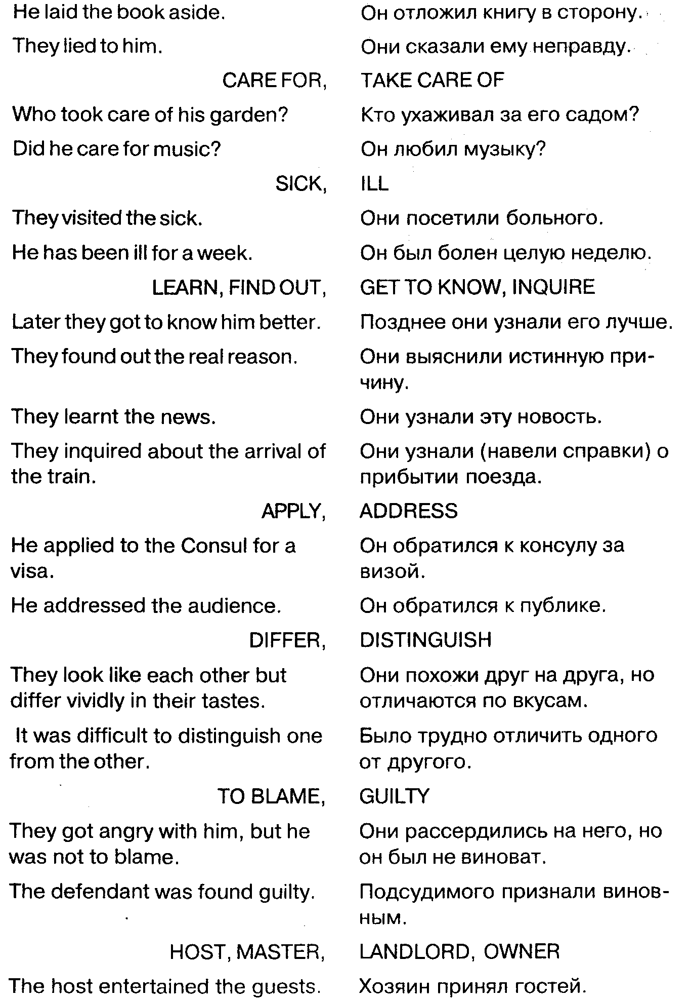 He laid the book aside. Он отложил книгу в сторону.
They lied to him. Они сказали ему неправду.
CARE FOR, TAKE CARE OF
Who took care of his garden? Кто ухаживал за его садом?
Did he care for music? Он любил музыку?
SICK, ILL
They visited the sick. Они посетили больного.
He has been ill for a week. Он был болен целую неделю.
LEARN, FIND OUT, GET TO KNOW, INQUIRE
Later they got to know him better. Позднее они узнали его лучше.
They found out the real reason. Они выяснили истинную при-
чину.
They learnt the news. Они узнали эту новость.
They inquired about the arrival of Они узнали (навели справки) о
the train. прибытии поезда.
APPLY, ADDRESS
He applied to the Consul for a Он обратился к консулу за
visa. визой.
He addressed the audience. Он обратился к публике.
DIFFER, DISTINGUISH
They look like each other but Они похожи друг на друга, но
differ vividly in their tastes. отличаются по вкусам.
It was difficult to distinguish one Было трудно отличить одного
from the other. от другого.
TO BLAME, GUILTY
They got angry with him, but he Они рассердились на него, но
was not to blame. он был не виноват.
The defendant was found guilty. Подсудимого признали винов-
ным.
HOST, MASTER, LANDLORD, OWNER
The host entertained the guests. Хозяин принял гостей.